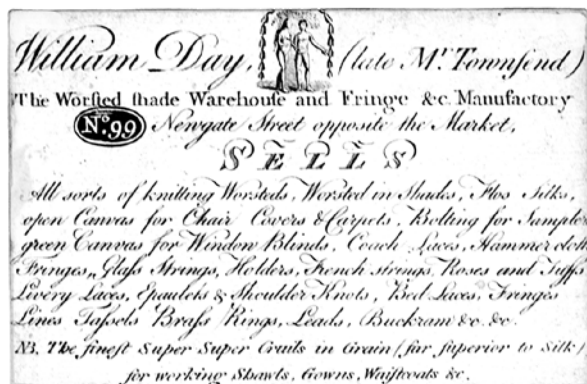 William Day, (late Mr. Townsend)
The Worsted shade Warehouse and Fringe &c. Manufactory
No. 99 Newgate Street opposite the Market,
SELLS
All sorts of knitting Worsteds, Worsted in Shades, Flos Silks,
open Canvas for Chair Covers & Carpets, Bolting for Samplers
green Canvas for Window Blinds, Coach Laces, Hammer cloth
Fringes, Glass Strings, Holders, French strings, Roses and Tuffs
Livery Laces, Epaulets & Shoulder Knots, Bed Laces, Fringes
Lines Tassels Brass Rings, Leads, Buckram &c. &c.
NB. The finest Super Super Cruils in Grain (far superior to Silk)
for working Shawls, Gowns, Waistcoats &c.